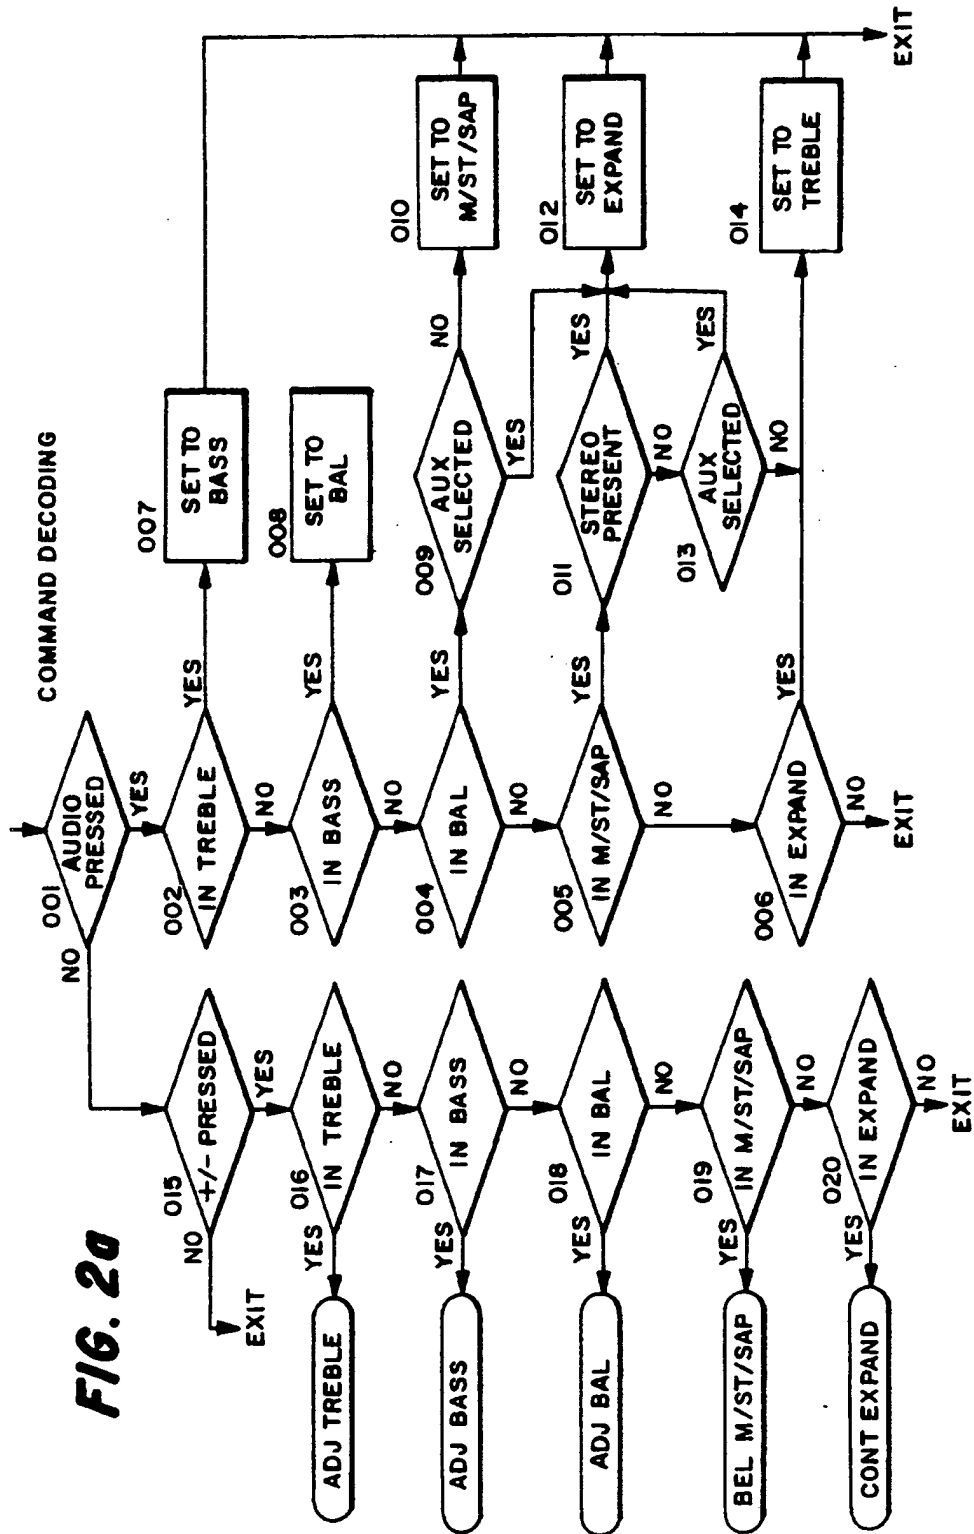 FIG. 2a
COMMAND DECODING
001
AUDIO
PRESSED
NO
YES
002
IN TREBLE
YES
NO
007
SET TO
BASS
003
IN BASS
YES
NO
008
SET TO
BAL
004
IN BAL
YES
NO
009
AUX
SELECTED
NO
YES
010
SET TO
M/ST/SAP
005
IN M/ST/SAP
YES
NO
011
STEREO
PRESENT
YES
NO
012
SET TO
EXPAND
013
AUX
SELECTED
YES
NO
006
IN EXPAND
YES
NO
EXIT
014
SET TO
TREBLE
EXIT
015
+/- PRESSED
NO
EXIT
YES
016
IN TREBLE
YES
NO
ADJ TREBLE
017
IN BASS
YES
NO
ADJ BASS
018
IN BAL
YES
NO
ADJ BAL
019
IN M/ST/SAP
YES
NO
BEL M/ST/SAP
020
IN EXPAND
YES
NO
CONT EXPAND
EXIT